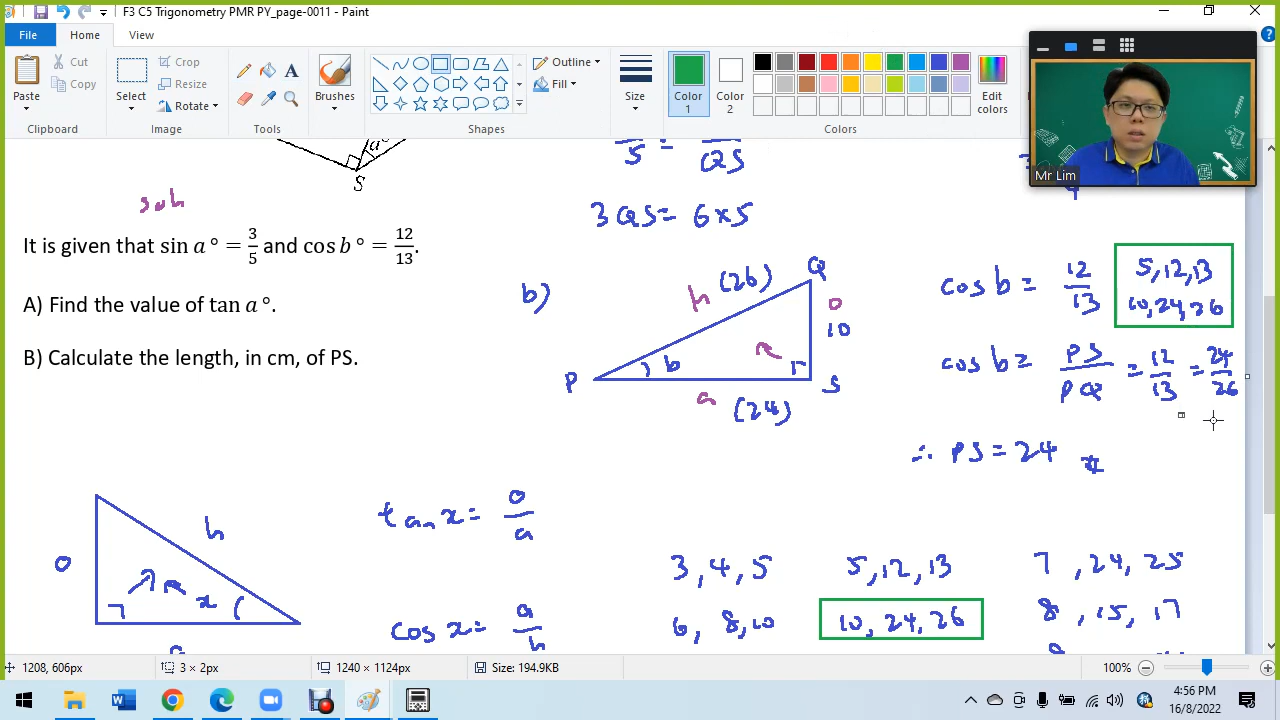 F3 C5 Trigonometry PMR PY_page-0011 - Paint
File Home View
Paste Cut Copy Clipboard
Select Crop Resize Rotate Image
Tools
Brushes
Outline Fill Shapes
Size
Color 1 Color 2 Edit colors Colors
Mr Lim
a°
S
5 = QS
3QS = 6×5
soh
It is given that sin a° = 3/5 and cos b° = 12/13.
A) Find the value of tan a°.
B) Calculate the length, in cm, of PS.
b)
h (26) Q
o
10
P b S
a (24)
cos b = 12/13
5, 12, 13
10, 24, 26
cos b = PS/PQ = 12/13 = 24/26
∴ PS = 24
o h x
tan x = o/a
cos x = a/h
3, 4, 5 5, 12, 13 7, 24, 25
6, 8, 10 10, 24, 26 8, 15, 17
1208, 606px 3 × 2px 1240 × 1124px Size: 194.9KB 100%
4:56 PM
16/8/2022